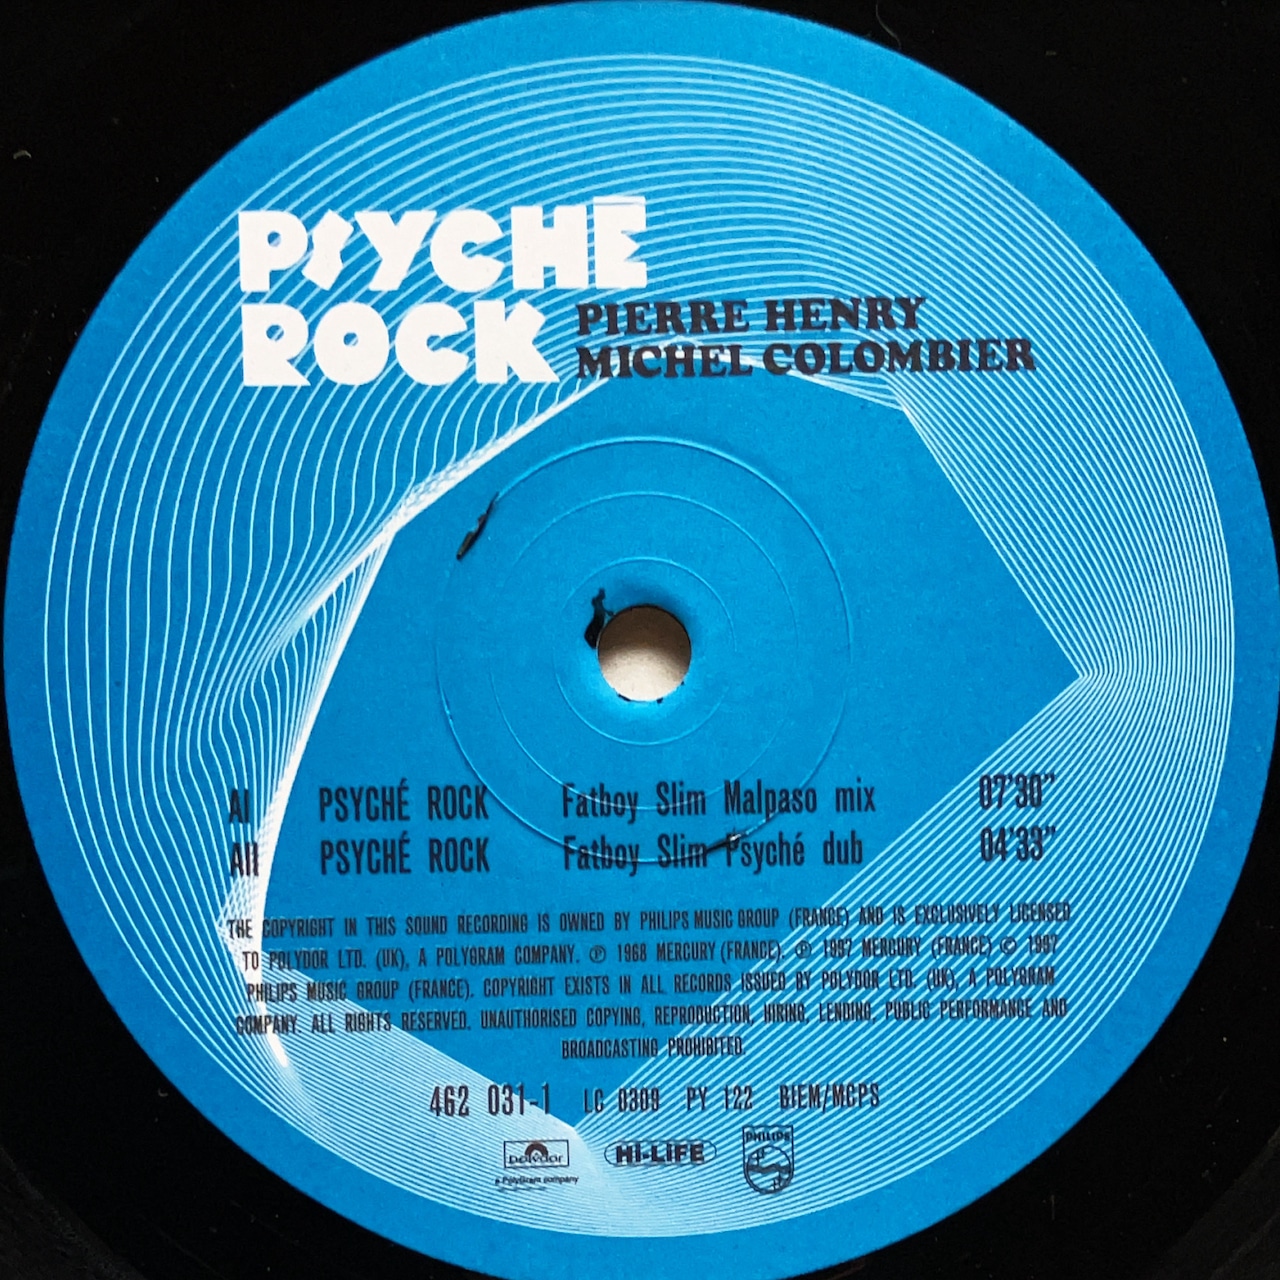 PSYCHÉ
ROCK
PIERRE HENRY
MICHEL COLOMBIER
AI PSYCHÉ ROCK Fatboy Slim Malpaso mix 07'30"
AII PSYCHÉ ROCK Fatboy Slim Psyché dub 04'33"
THE COPYRIGHT IN THIS SOUND RECORDING IS OWNED BY PHILIPS MUSIC GROUP (FRANCE) AND IS EXCLUSIVELY LICENSED
TO POLYDOR LTD. (UK), A POLYGRAM COMPANY. ℗ 1968 MERCURY (FRANCE). ℗ 1997 MERCURY (FRANCE) © 1997
PHILIPS MUSIC GROUP (FRANCE). COPYRIGHT EXISTS IN ALL RECORDS ISSUED BY POLYDOR LTD. (UK), A POLYGRAM
COMPANY. ALL RIGHTS RESERVED. UNAUTHORISED COPYING, REPRODUCTION, HIRING, LENDING, PUBLIC PERFORMANCE AND
BROADCASTING PROHIBITED.
462 031-1 LC 0309 PY 122 BIEM/MCPS
polydor
a PolyGram company
HI-LIFE
PHILIPS